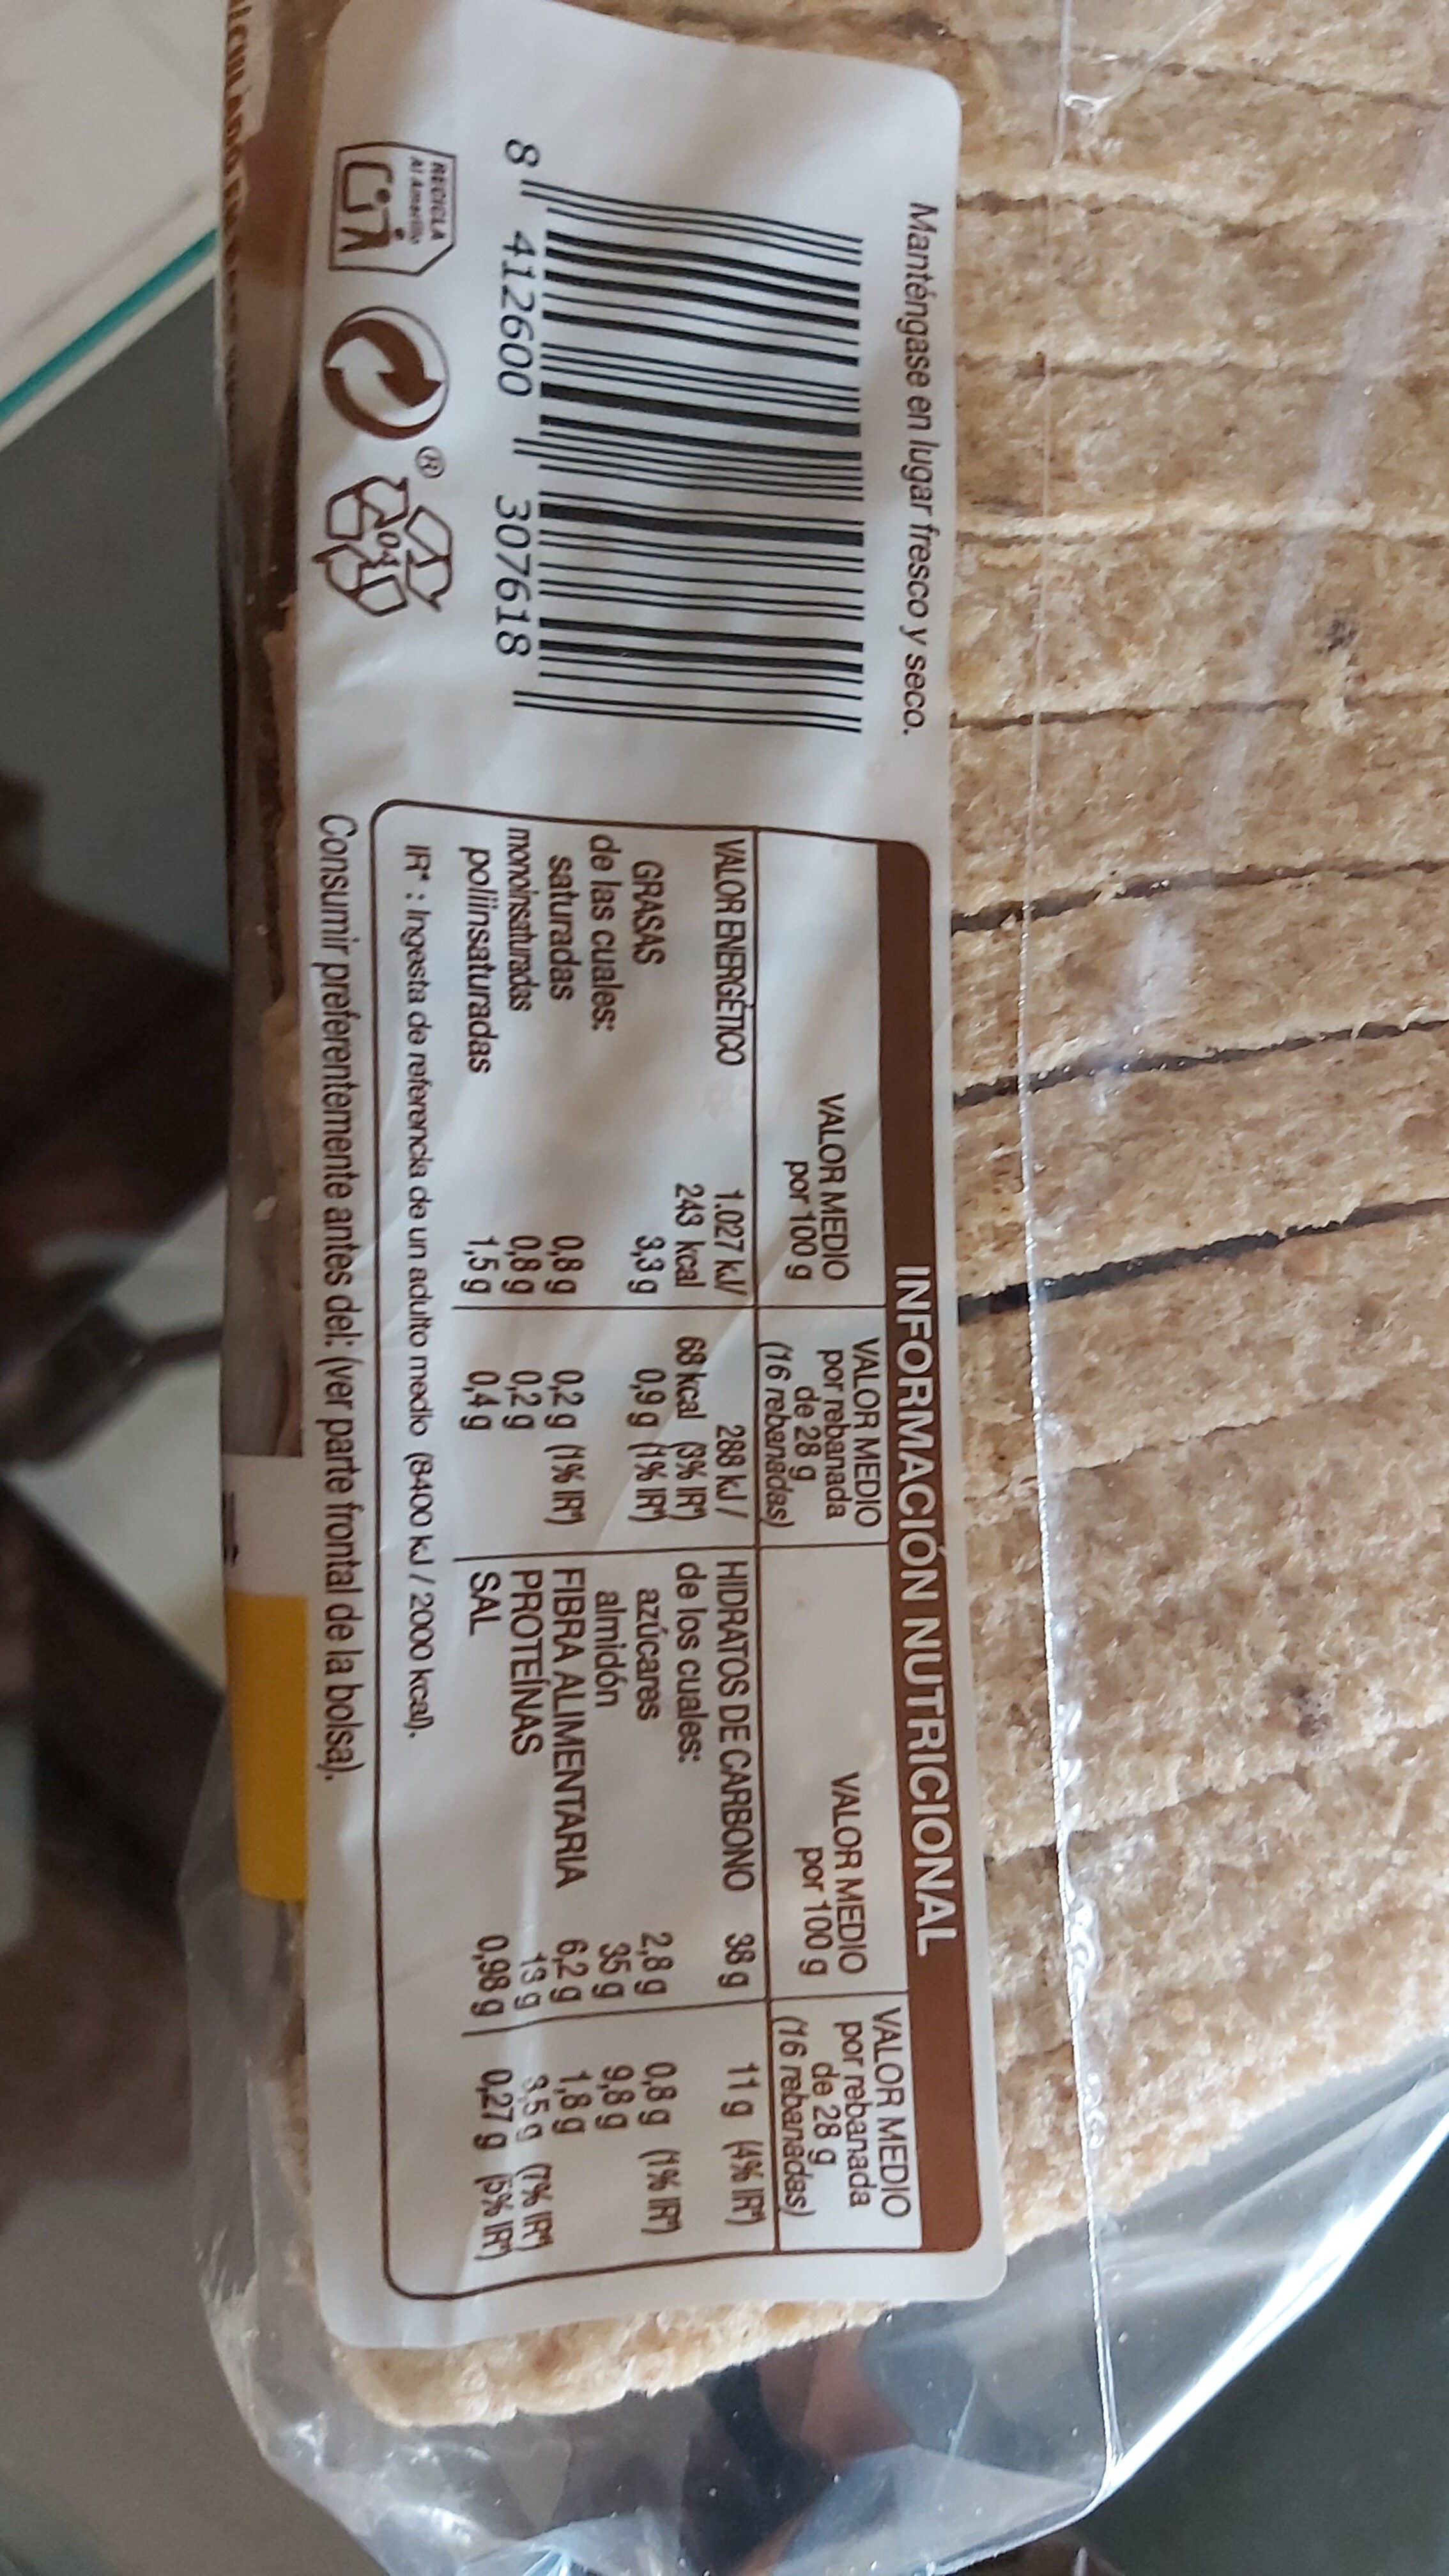 Manténgase en lugar fresco y seco.
8 412600 307618
RECICLA
Al Amarillo
®
04
INFORMACIÓN NUTRICIONAL
VALOR MEDIO por 100 g
VALOR MEDIO por rebanada de 28 g (16 rebanadas)
VALOR MEDIO por 100 g
VALOR MEDIO por rebanada de 28 g (16 rebanadas)
VALOR ENERGÉTICO 1.027 kJ/ 288 kJ /
243 kcal 68 kcal (3% IR*)
GRASAS 3,3 g 0,9 g (1% IR*)
de las cuales:
saturadas 0,8 g 0,2 g (1% IR*)
monoinsaturadas 0,8 g 0,2 g
poliinsaturadas 1,5 g 0,4 g
HIDRATOS DE CARBONO 38 g 11 g (4% IR*)
de los cuales:
azúcares 2,8 g 0,8 g (1% IR*)
almidón 35 g 9,8 g
FIBRA ALIMENTARIA 6,2 g 1,8 g
PROTEÍNAS 13 g 3,5 g (7% IR*)
SAL 0,98 g 0,27 g (5% IR*)
IR* : Ingesta de referencia de un adulto medio (8400 kJ / 2000 kcal).
Consumir preferentemente antes del: (ver parte frontal de la bolsa).